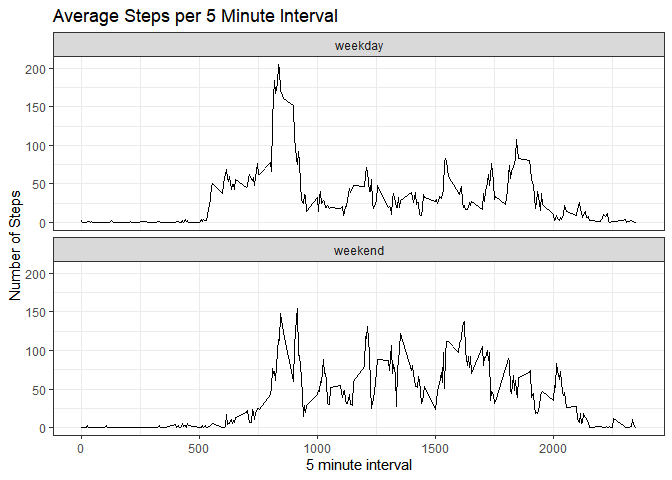 Average Steps per 5 Minute Interval
weekday
200
150
100
50
0
weekend
200
150
100
50
0
Number of Steps
0 500 1000 1500 2000
5 minute interval